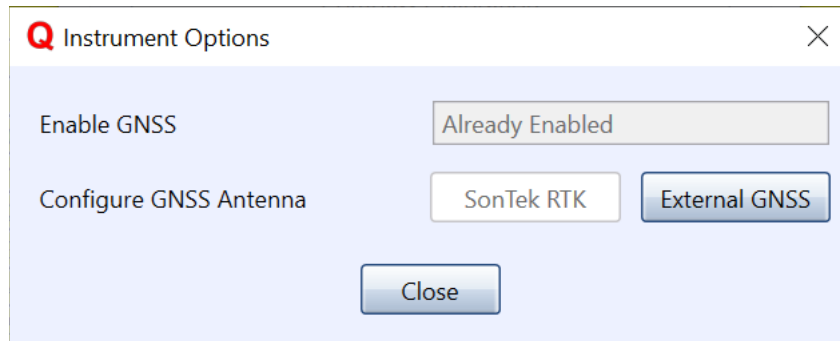 Q Instrument Options
Enable GNSS Already Enabled
Configure GNSS Antenna SonTek RTK External GNSS
Close